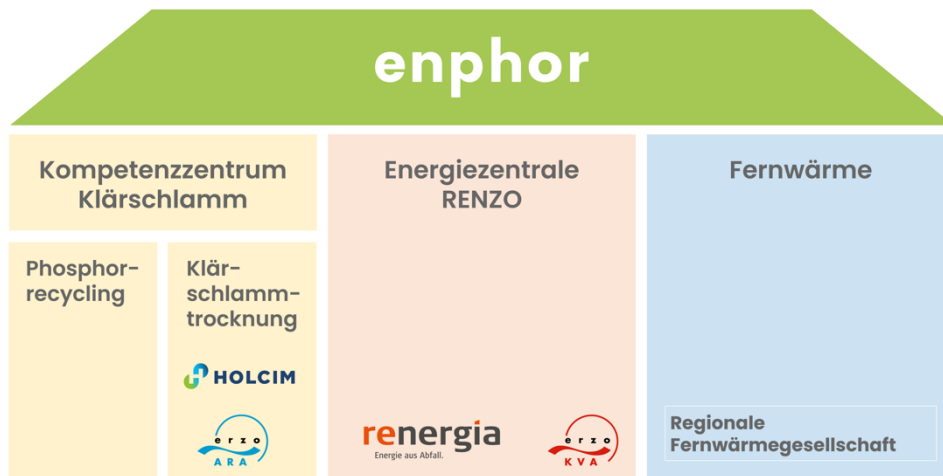 enphor
Kompetenzzentrum
Klärschlamm
Energiezentrale
RENZO
Fernwärme
Phosphor-
recycling
Klär-
schlamm-
trocknung
HOLCIM
erzo
ARA
renergia
Energie aus Abfall.
erzo
KVA
Regionale
Fernwärmegesellschaft